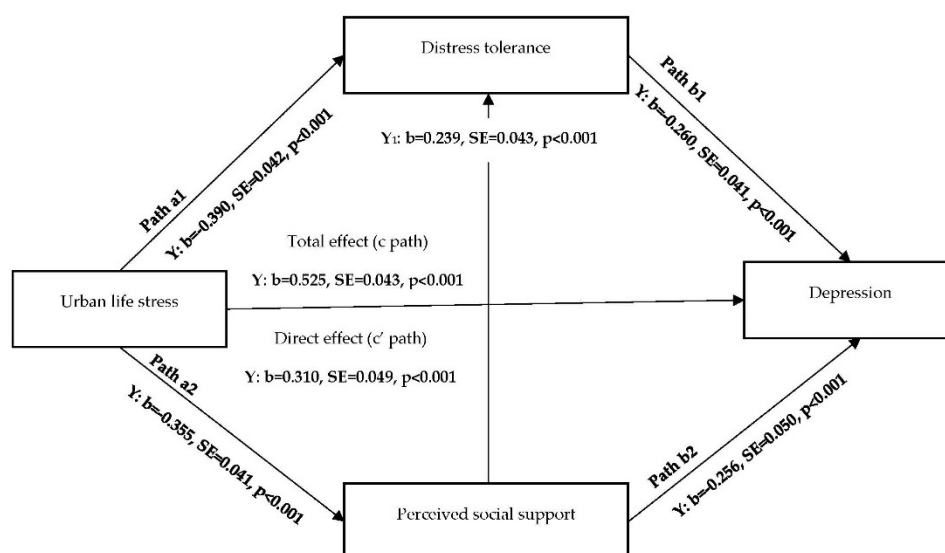 Distress tolerance
Path b1
Y: b=-0.260, SE=0.041, p<0.001
Y₁: b=0.239, SE=0.043, p<0.001
Path a1
Y: b=-0.390, SE=0.042, p<0.001
Total effect (c path)
Y: b=0.525, SE=0.043, p<0.001
Urban life stress
Depression
Direct effect (c' path)
Y: b=0.310, SE=0.049, p<0.001
Path a2
Y: b=-0.355, SE=0.041, p<0.001
Path b2
Y: b=-0.256, SE=0.050, p<0.001
Perceived social support